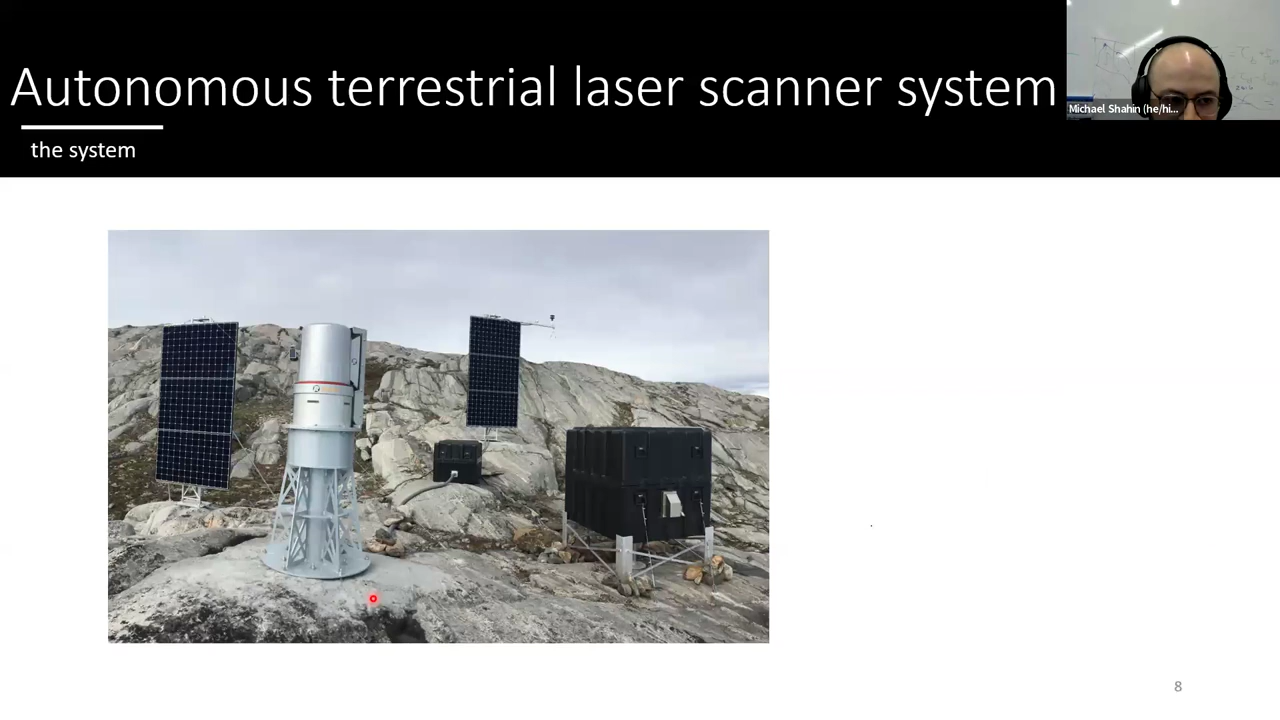 Autonomous terrestrial laser scanner system
the system
Michael Shahin (he/hi...
8